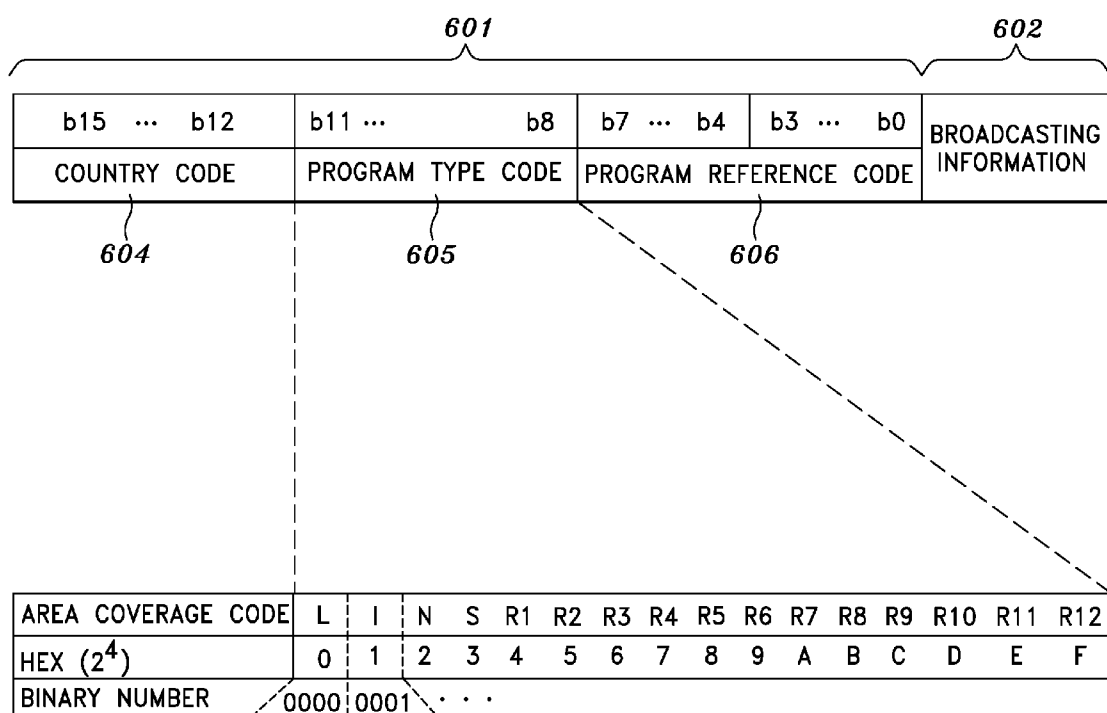 601 602
b15 ··· b12 b11 ··· b8 b7 ··· b4 b3 ··· b0 BROADCASTING INFORMATION
COUNTRY CODE PROGRAM TYPE CODE PROGRAM REFERENCE CODE
604 605 606
AREA COVERAGE CODE L I N S R1 R2 R3 R4 R5 R6 R7 R8 R9 R10 R11 R12
HEX (2⁴) 0 1 2 3 4 5 6 7 8 9 A B C D E F
BINARY NUMBER 0000 0001 · · ·